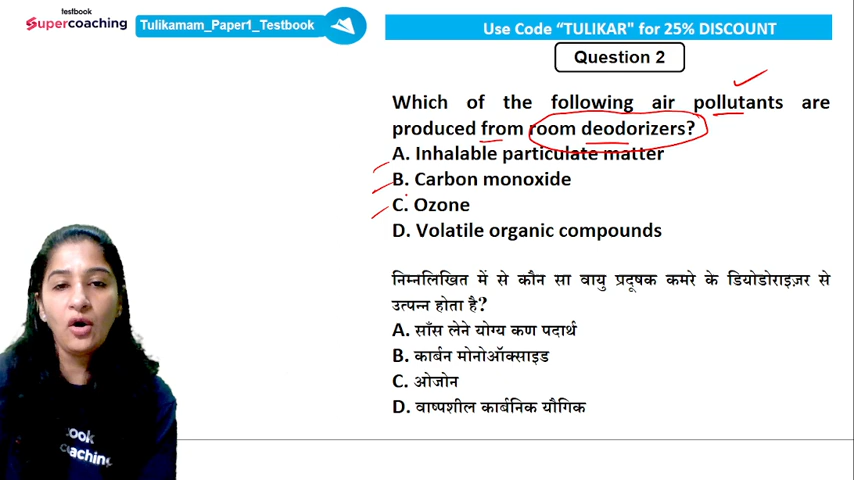 testbook
Supercoaching
Tulikamam_Paper1_Testbook
Use Code “TULIKAR" for 25% DISCOUNT
Question 2
Which of the following air pollutants are
produced from room deodorizers?
A. Inhalable particulate matter
B. Carbon monoxide
C. Ozone
D. Volatile organic compounds
निम्नलिखित में से कौन सा वायु प्रदूषक कमरे के डियोडोराइज़र से
उत्पन्न होता है?
A. साँस लेने योग्य कण पदार्थ
B. कार्बन मोनोऑक्साइड
C. ओजोन
D. वाष्पशील कार्बनिक यौगिक
book
coaching